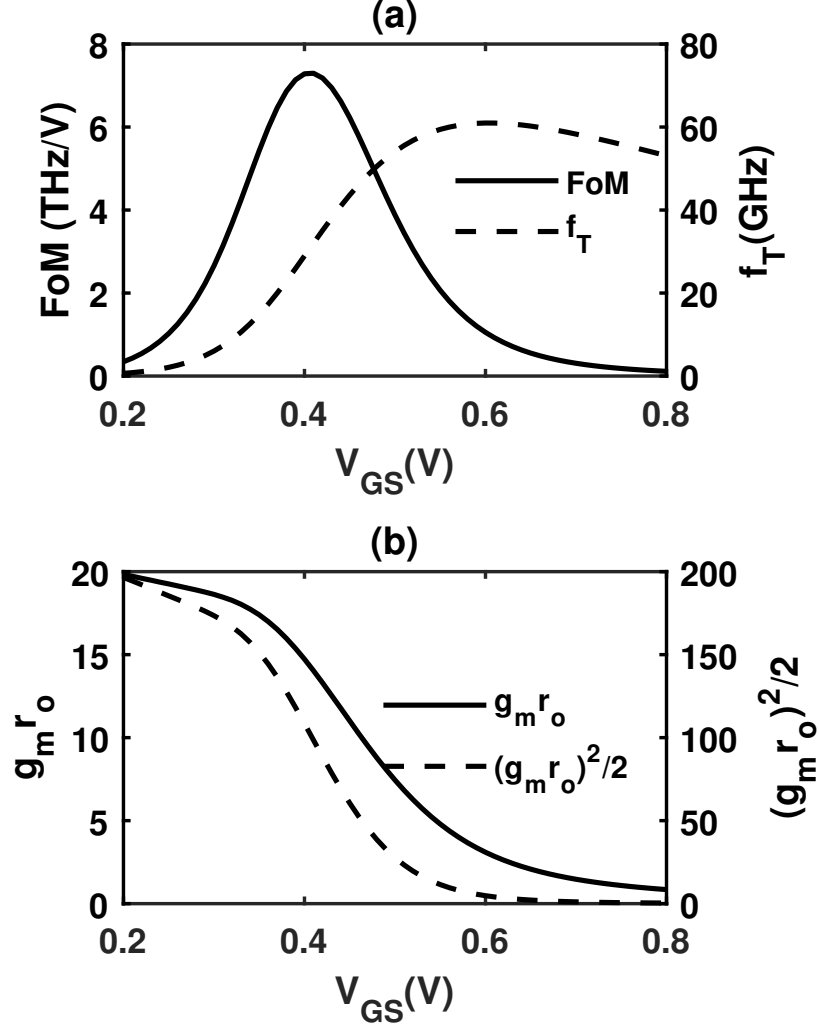 (a)
FoM (THz/V)
8
6
4
2
0
80
60
40
20
0
f_T(GHz)
FoM
f_T
0.2 0.4 0.6 0.8
V_GS(V)
(b)
g_m r_o
20
15
10
5
0
200
150
100
50
0
(g_m r_o)^2/2
g_m r_o
(g_m r_o)^2/2
0.2 0.4 0.6 0.8
V_GS(V)